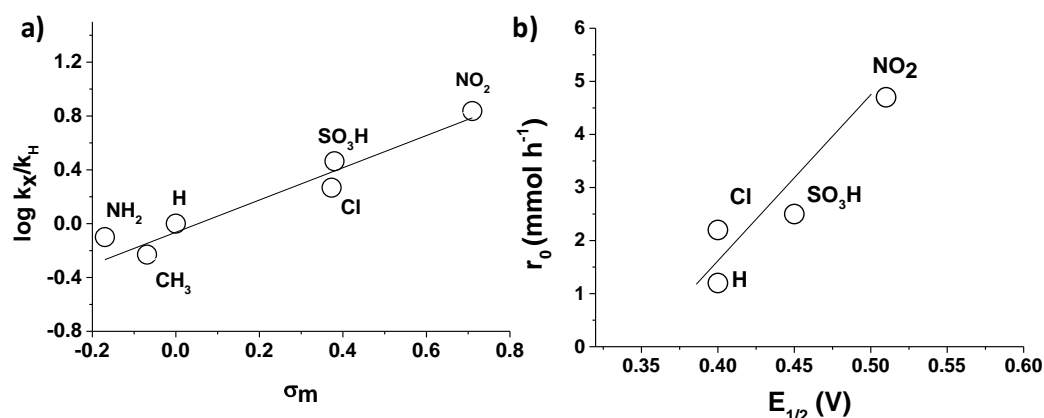 a)
log kX/kH
1.2
0.8
0.4
0.0
-0.4
-0.8
NH2
CH3
H
SO3H
Cl
NO2
-0.2 0.0 0.2 0.4 0.6 0.8
σm
b)
r0 (mmol h-1)
6
5
4
3
2
1
0
Cl
H
SO3H
NO2
0.35 0.40 0.45 0.50 0.55 0.60
E1/2 (V)